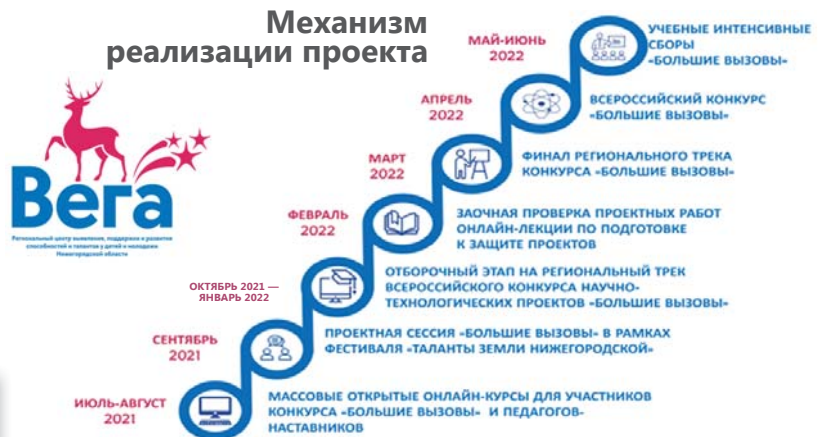 Механизм
реализации проекта
Вега
Региональный центр выявления, поддержки и развития
способностей и талантов у детей и молодежи
Нижегородской области
МАЙ-ИЮНЬ
2022
УЧЕБНЫЕ ИНТЕНСИВНЫЕ
СБОРЫ
«БОЛЬШИЕ ВЫЗОВЫ»
АПРЕЛЬ
2022
ВСЕРОССИЙСКИЙ КОНКУРС
«БОЛЬШИЕ ВЫЗОВЫ»
МАРТ
2022
ФИНАЛ РЕГИОНАЛЬНОГО ТРЕКА
КОНКУРСА «БОЛЬШИЕ ВЫЗОВЫ»
ФЕВРАЛЬ
2022
ЗАОЧНАЯ ПРОВЕРКА ПРОЕКТНЫХ РАБОТ
ОНЛАЙН-ЛЕКЦИИ ПО ПОДГОТОВКЕ
К ЗАЩИТЕ ПРОЕКТОВ
ОКТЯБРЬ 2021 —
ЯНВАРЬ 2022
ОТБОРОЧНЫЙ ЭТАП НА РЕГИОНАЛЬНЫЙ ТРЕК
ВСЕРОССИЙСКОГО КОНКУРСА НАУЧНО-
ТЕХНОЛОГИЧЕСКИХ ПРОЕКТОВ «БОЛЬШИЕ ВЫЗОВЫ»
СЕНТЯБРЬ
2021
ПРОЕКТНАЯ СЕССИЯ «БОЛЬШИЕ ВЫЗОВЫ» В РАМКАХ
ФЕСТИВАЛЯ «ТАЛАНТЫ ЗЕМЛИ НИЖЕГОРОДСКОЙ»
ИЮЛЬ-АВГУСТ
2021
МАССОВЫЕ ОТКРЫТЫЕ ОНЛАЙН-КУРСЫ ДЛЯ УЧАСТНИКОВ
КОНКУРСА «БОЛЬШИЕ ВЫЗОВЫ» И ПЕДАГОГОВ-
НАСТАВНИКОВ